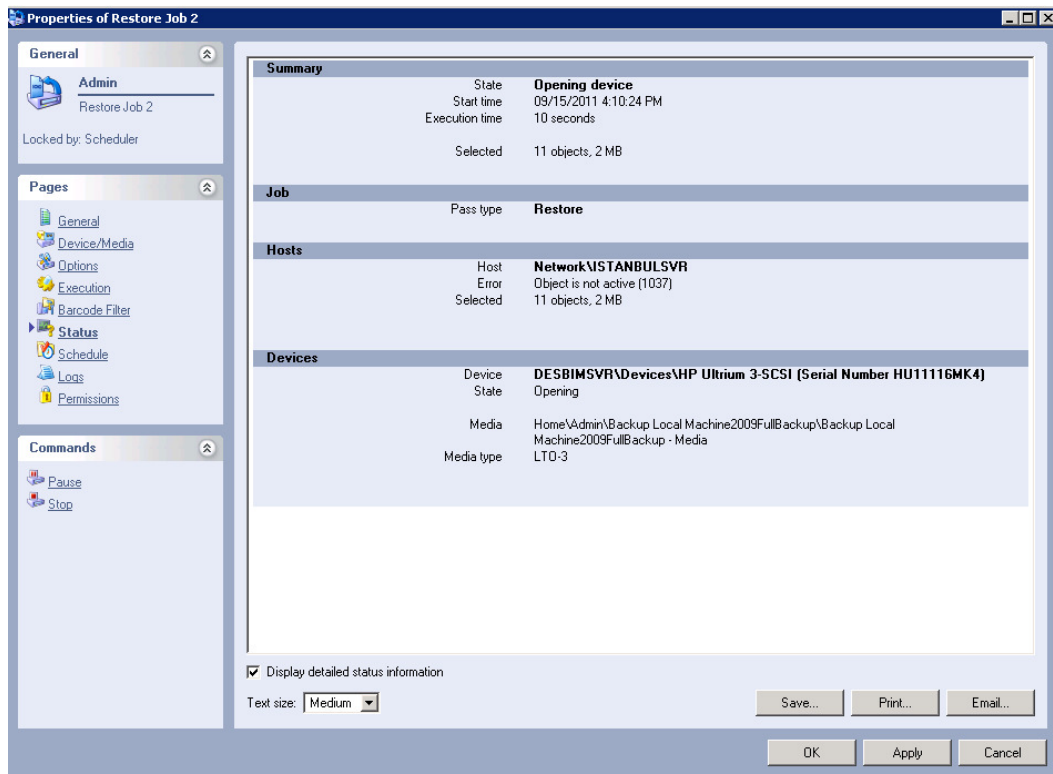 Properties of Restore Job 2
General
Admin
Restore Job 2
Locked by: Scheduler
Pages
General
Device/Media
Options
Execution
Barcode Filter
Status
Schedule
Logs
Permissions
Commands
Pause
Stop
Summary
State Opening device
Start time 09/15/2011 4:10:24 PM
Execution time 10 seconds
Selected 11 objects, 2 MB
Job
Pass type Restore
Hosts
Host Network\ISTANBULSVR
Error Object is not active (1037)
Selected 11 objects, 2 MB
Devices
Device DESBIMSVR\Devices\HP Ultrium 3-SCSI (Serial Number HU11116MK4)
State Opening
Media Home\Admin\Backup Local Machine2009FullBackup\Backup Local
Machine2009FullBackup - Media
Media type LTO-3
Display detailed status information
Text size: Medium
Save... Print... Email...
OK Apply Cancel